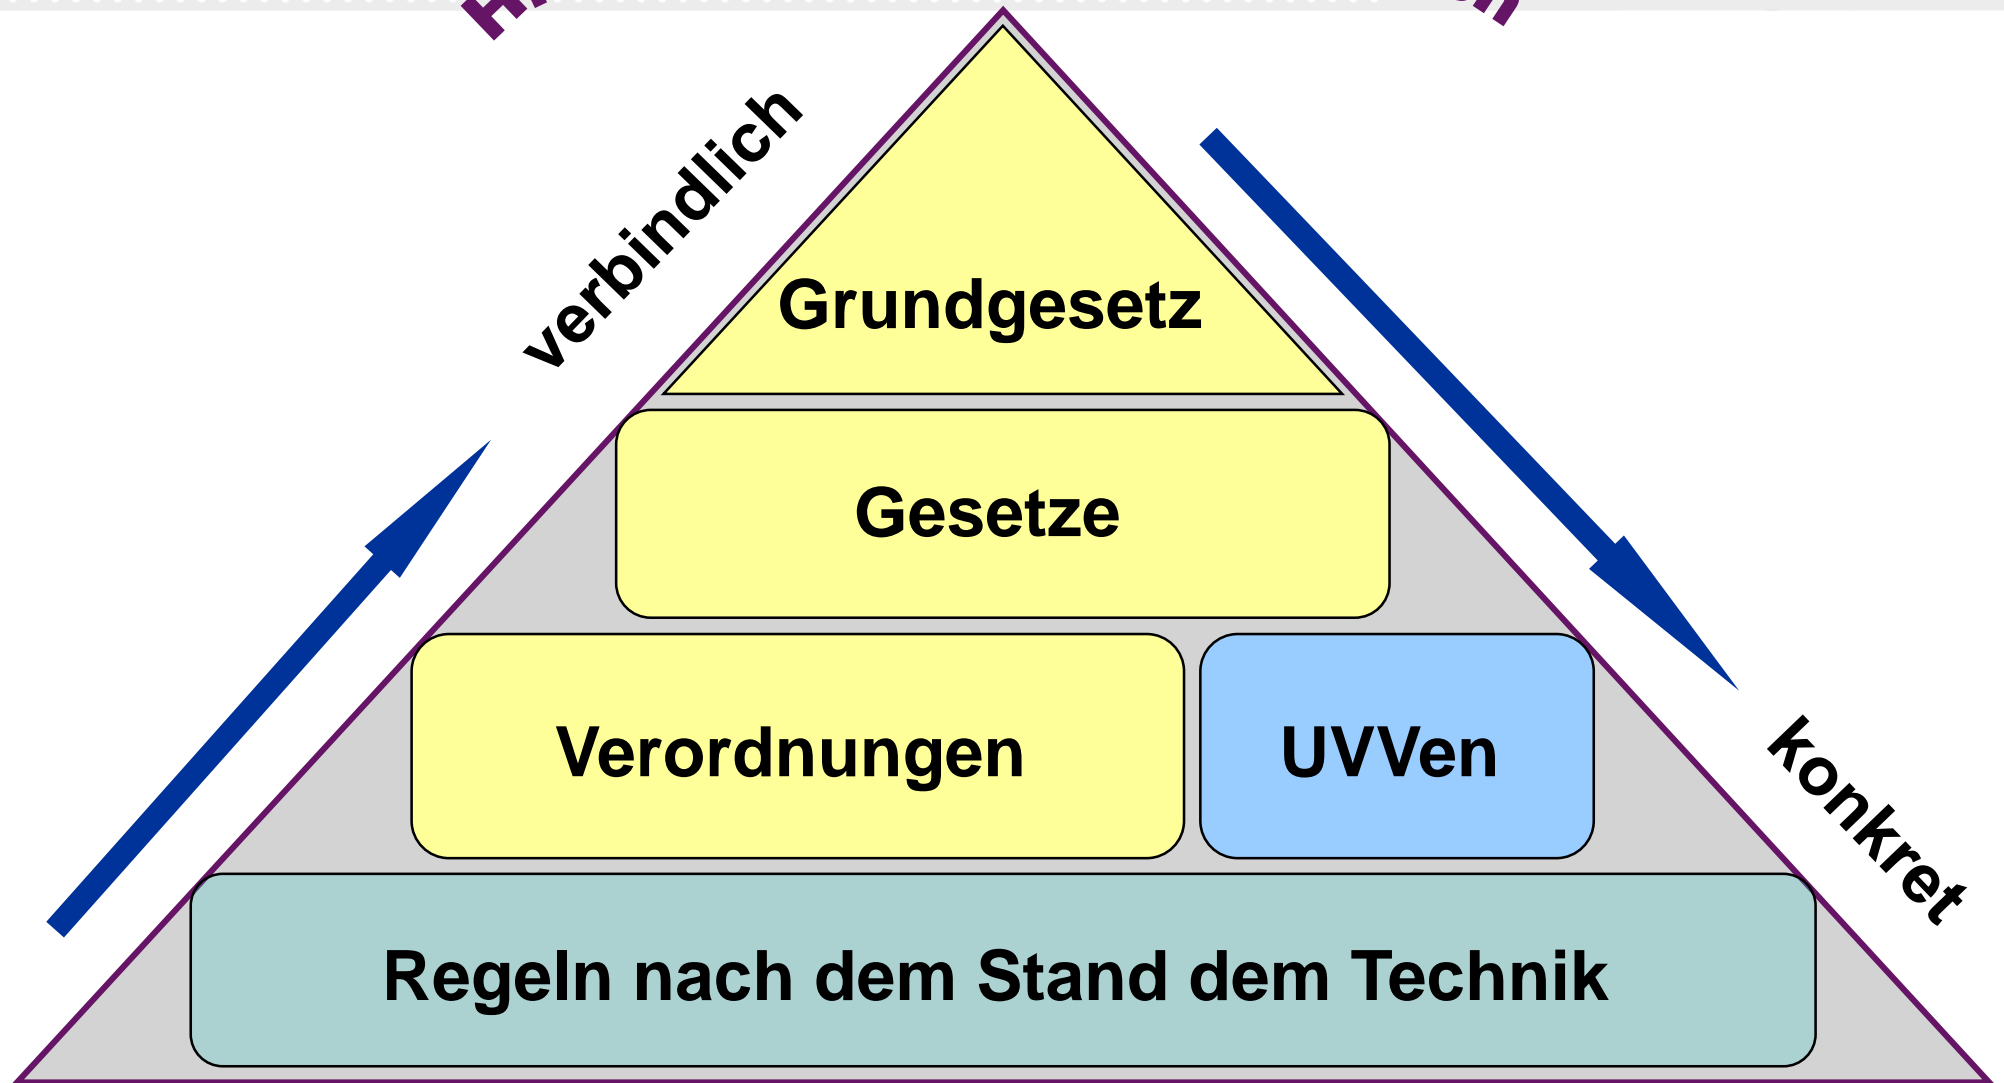 verbindlich
Grundgesetz
Gesetze
Verordnungen
UVVen
konkret
Regeln nach dem Stand dem Technik